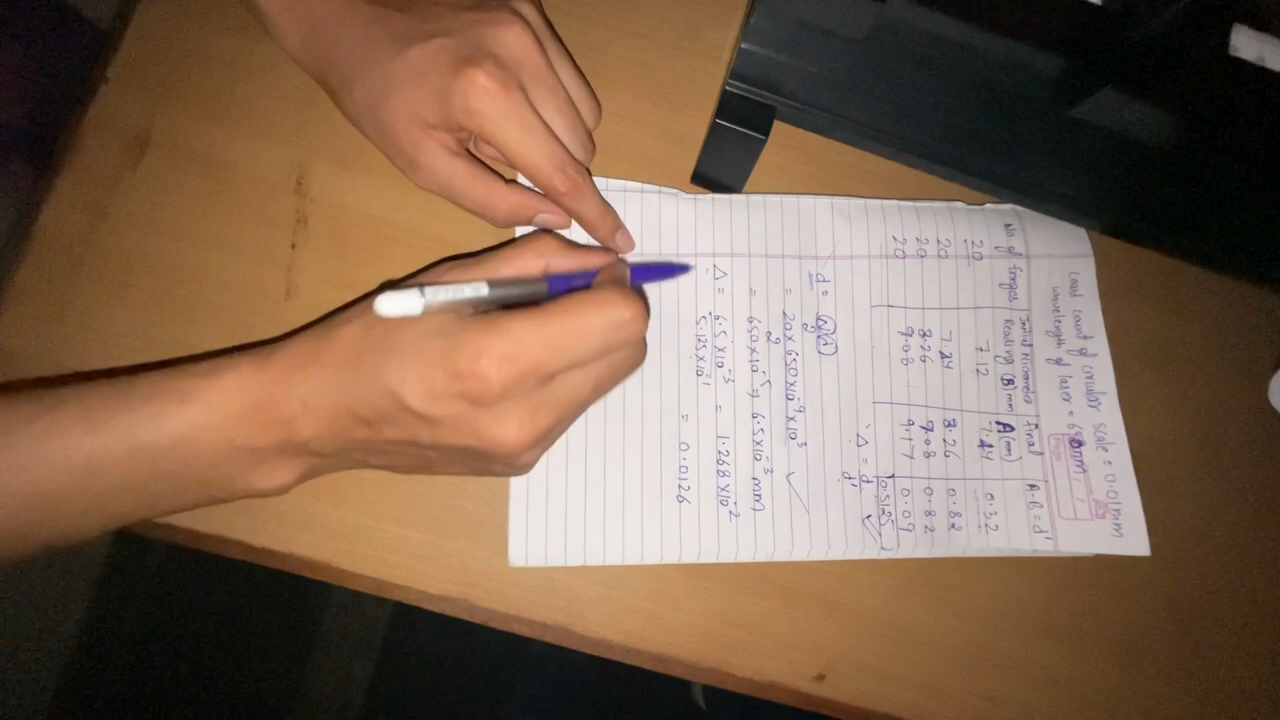 Least count of circular scale = 0.01mm
wavelength of laser = 650nm
No of fringes Initial Micrometer Reading (B) mm Final A (mm) A-B = d'
20 7.12 7.44 0.32
20 7.44 8.26 0.82
20 8.26 9.08 0.82
20 9.08 9.17 0.09
0.5125
Δ = d / d'
d = nλ / 2
= 20 × 650 × 10⁻⁹ × 10³ / 2
= 650 × 10⁻⁵ ⇒ 6.5 × 10⁻³ mm
Δ = 6.5 × 10⁻³ / 5.125 × 10⁻¹ = 1.268 × 10⁻²
= 0.0126